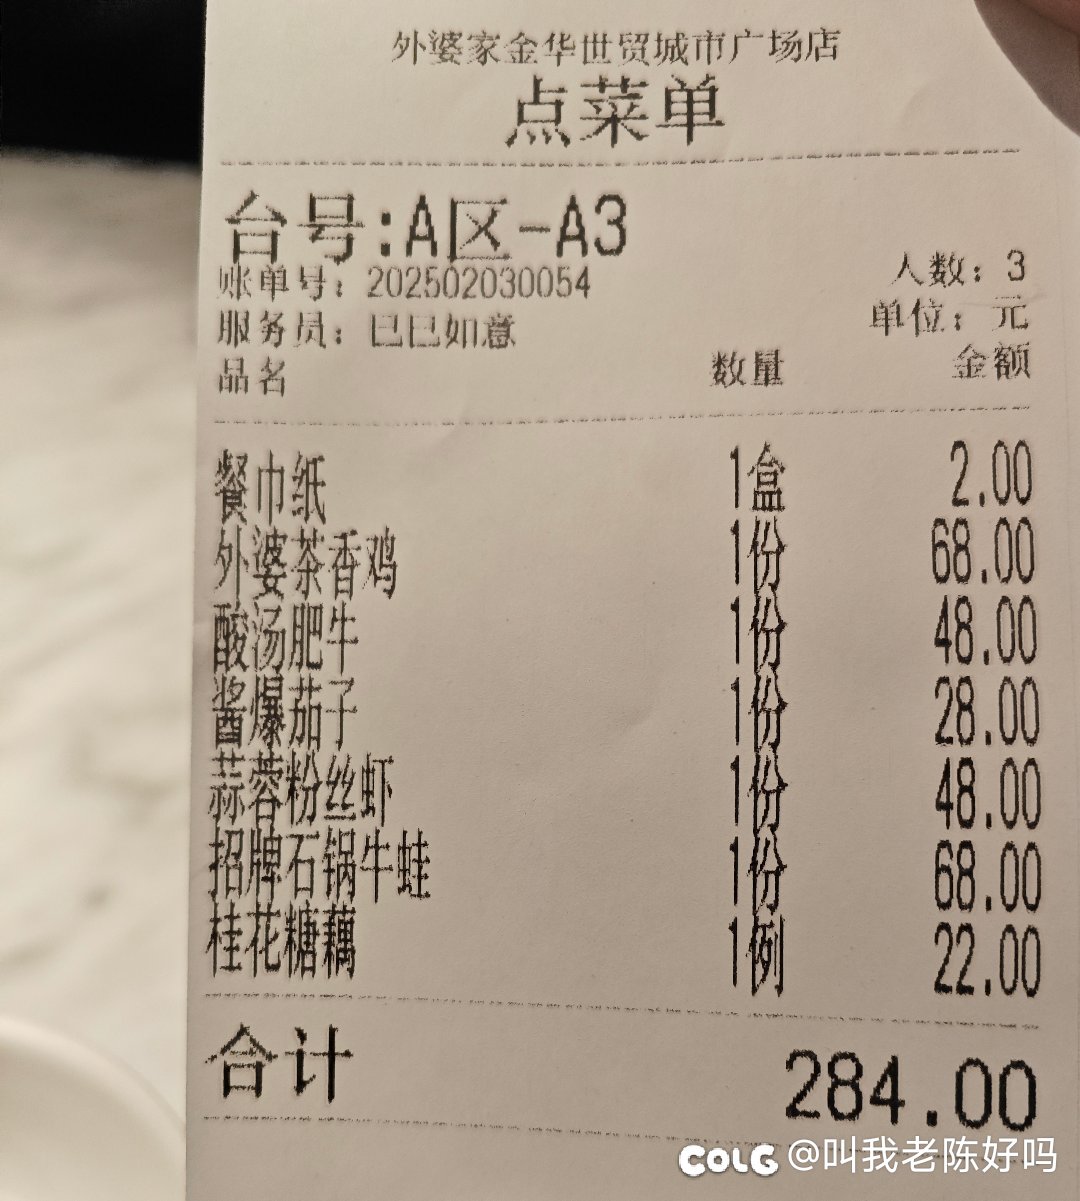 外婆家金华世贸城市广场店
点菜单
台号:A区-A3
账单号：202502030054 人数：3
服务员：巳巳如意 单位：元
品名 数量 金额
餐巾纸 1盒 2.00
外婆茶香鸡 1份 68.00
酸汤肥牛 1份 48.00
酱爆茄子 1份 28.00
蒜蓉粉丝虾 1份 48.00
招牌石锅牛蛙 1份 68.00
桂花糖藕 1例 22.00
合计 284.00
COLG @叫我老陈好吗